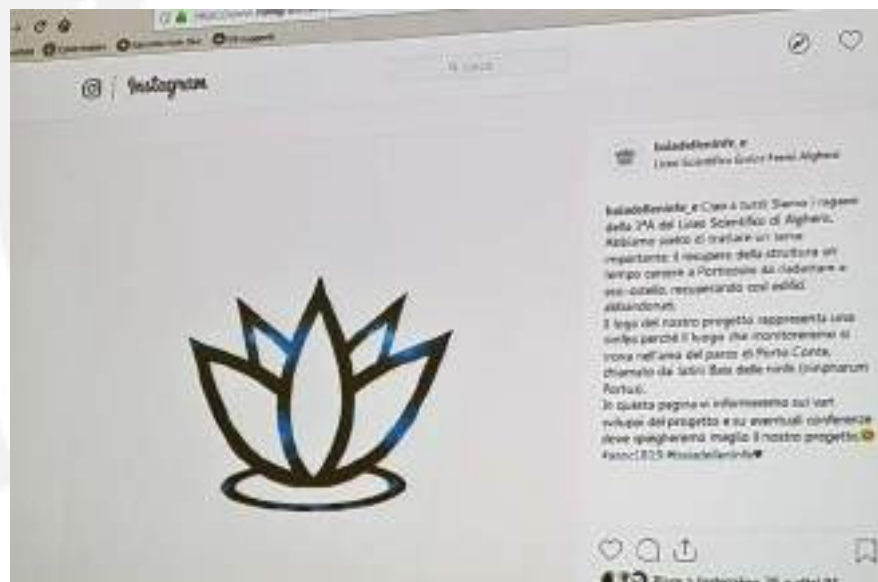 Instagram
baiadelleninfe_e
Liceo Scientifico Enrico Fermi Alghero
baiadelleninfe_e Ciao a tutti! Siamo i ragazzi
della 3ªA del Liceo Scientifico di Alghero,
Abbiamo scelto di trattare un tema
importante: il recupero della struttura un
tempo carcere a Porticciolo da riadattare a
eco-ostello, recuperando così edifici
abbandonati.
Il logo del nostro progetto rappresenta una
ninfea perché il luogo che monitoreremo si
trova nell'area del parco di Porto Conte,
chiamato dai latini Baia delle ninfe (nimpharum
Portus).
In questa pagina vi informeremo sui vari
sviluppi del progetto e su eventuali conferenze
dove spiegheremo meglio il nostro progetto.
#asoc1819 #baiadelleninfe